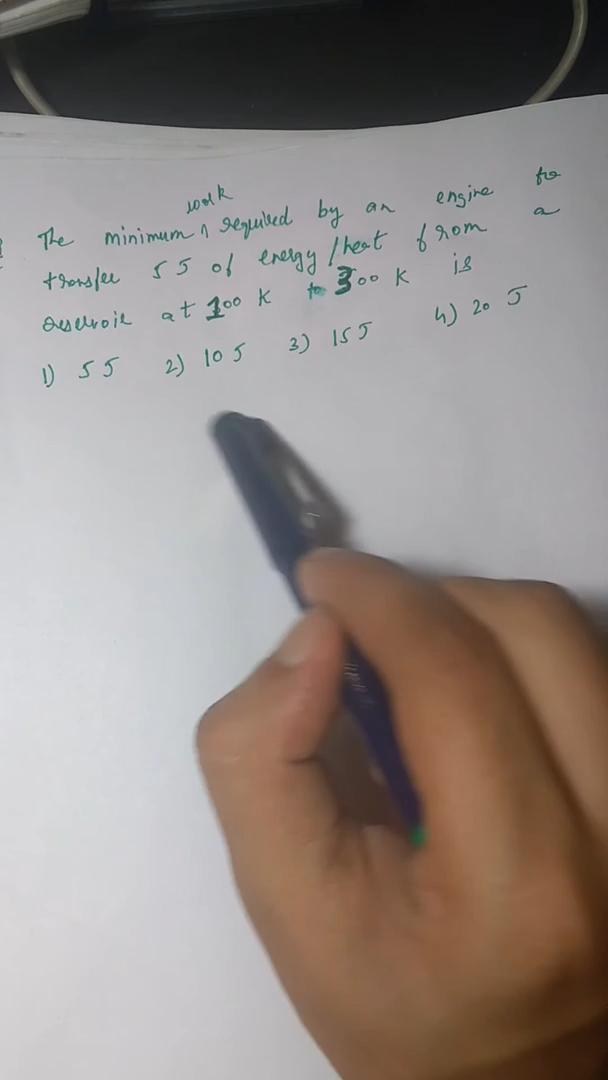 The minimum work required by an engine to
transfer 5 J of energy / heat from a
reservoir at 100 K to 300 K is
1) 5 J 2) 10 J 3) 15 J 4) 20 J